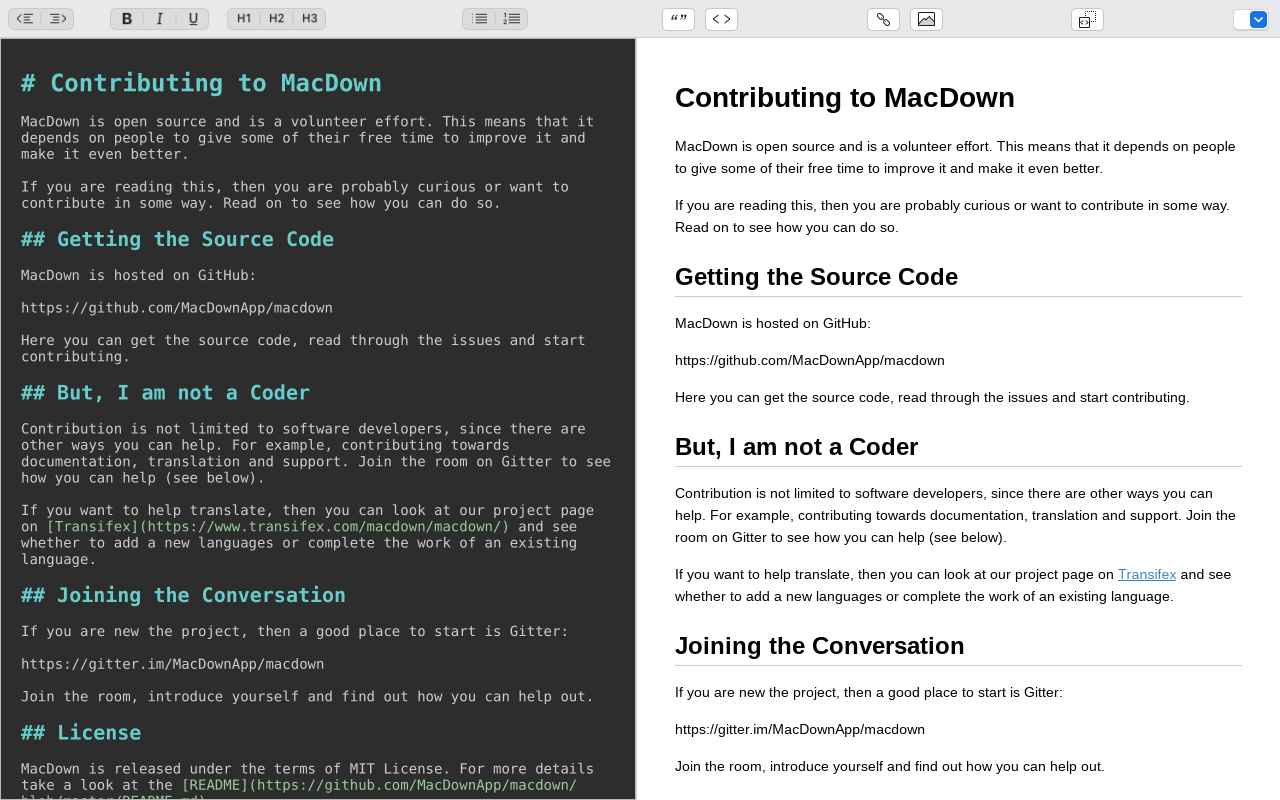 B I U H1 H2 H3 “” <>
# Contributing to MacDown
MacDown is open source and is a volunteer effort. This means that it
depends on people to give some of their free time to improve it and
make it even better.
If you are reading this, then you are probably curious or want to
contribute in some way. Read on to see how you can do so.
## Getting the Source Code
MacDown is hosted on GitHub:
https://github.com/MacDownApp/macdown
Here you can get the source code, read through the issues and start
contributing.
## But, I am not a Coder
Contribution is not limited to software developers, since there are
other ways you can help. For example, contributing towards
documentation, translation and support. Join the room on Gitter to see
how you can help (see below).
If you want to help translate, then you can look at our project page
on [Transifex](https://www.transifex.com/macdown/macdown/) and see
whether to add a new languages or complete the work of an existing
language.
## Joining the Conversation
If you are new the project, then a good place to start is Gitter:
https://gitter.im/MacDownApp/macdown
Join the room, introduce yourself and find out how you can help out.
## License
MacDown is released under the terms of MIT License. For more details
take a look at the [README](https://github.com/MacDownApp/macdown/
blob/master/README.md)
Contributing to MacDown
MacDown is open source and is a volunteer effort. This means that it depends on people
to give some of their free time to improve it and make it even better.
If you are reading this, then you are probably curious or want to contribute in some way.
Read on to see how you can do so.
Getting the Source Code
MacDown is hosted on GitHub:
https://github.com/MacDownApp/macdown
Here you can get the source code, read through the issues and start contributing.
But, I am not a Coder
Contribution is not limited to software developers, since there are other ways you can
help. For example, contributing towards documentation, translation and support. Join the
room on Gitter to see how you can help (see below).
If you want to help translate, then you can look at our project page on Transifex and see
whether to add a new languages or complete the work of an existing language.
Joining the Conversation
If you are new the project, then a good place to start is Gitter:
https://gitter.im/MacDownApp/macdown
Join the room, introduce yourself and find out how you can help out.